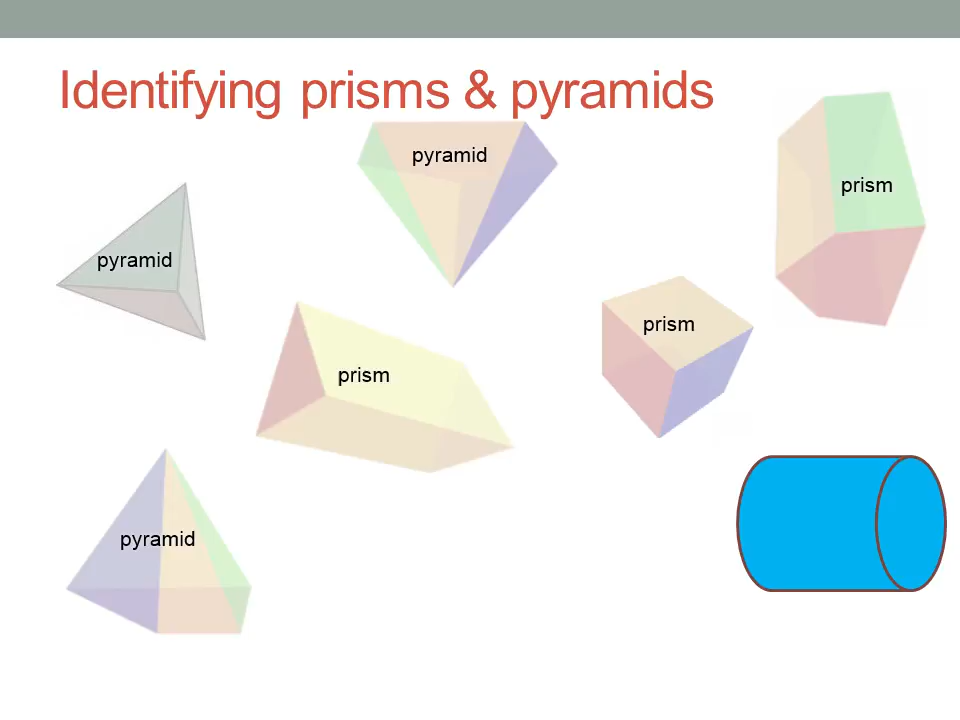 Identifying prisms & pyramids
pyramid
prism
pyramid
prism
prism
pyramid